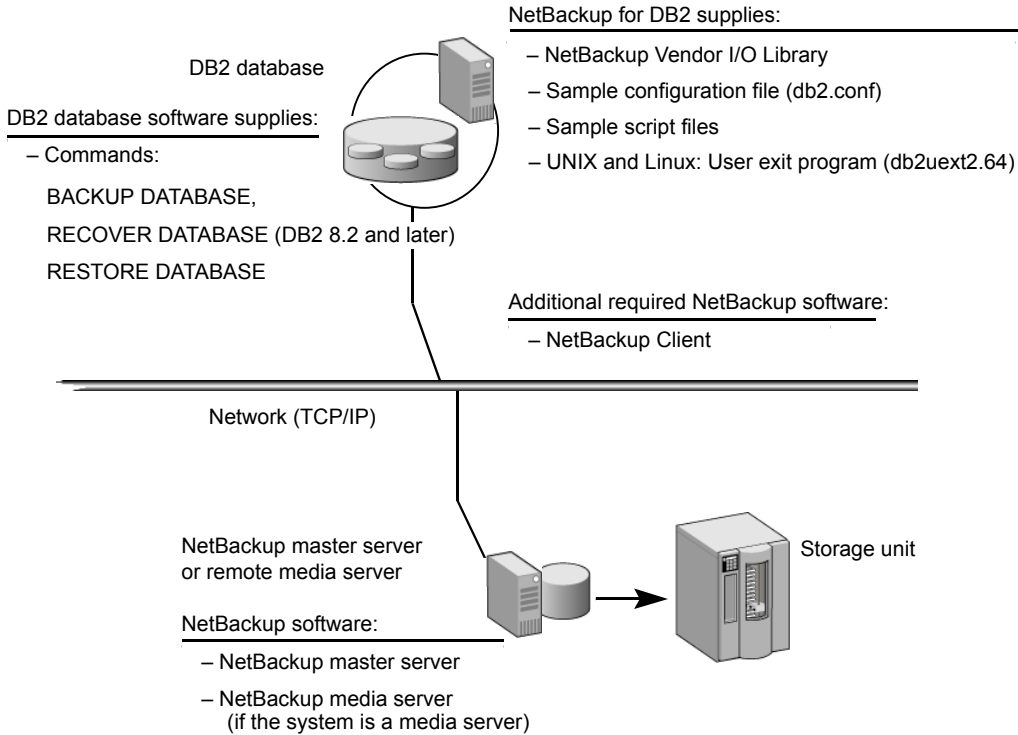 NetBackup for DB2 supplies:
– NetBackup Vendor I/O Library
– Sample configuration file (db2.conf)
– Sample script files
– UNIX and Linux: User exit program (db2uext2.64)
DB2 database
DB2 database software supplies:
– Commands:
BACKUP DATABASE,
RECOVER DATABASE (DB2 8.2 and later)
RESTORE DATABASE
Additional required NetBackup software:
– NetBackup Client
Network (TCP/IP)
NetBackup master server
or remote media server
Storage unit
NetBackup software:
– NetBackup master server
– NetBackup media server
(if the system is a media server)